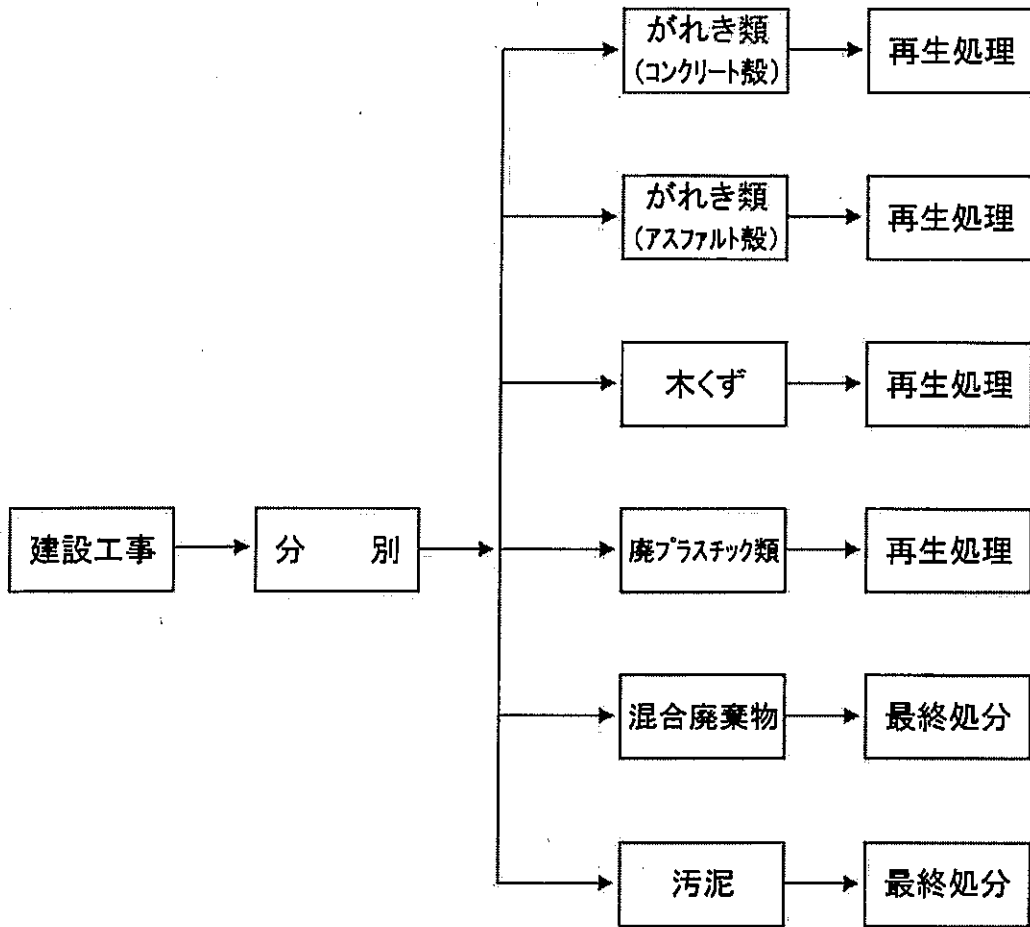 がれき類
(コンクリート殻)
再生処理
がれき類
(アスファルト殻)
再生処理
木くず
再生処理
建設工事
分　別
廃プラスチック類
再生処理
混合廃棄物
最終処分
汚泥
最終処分